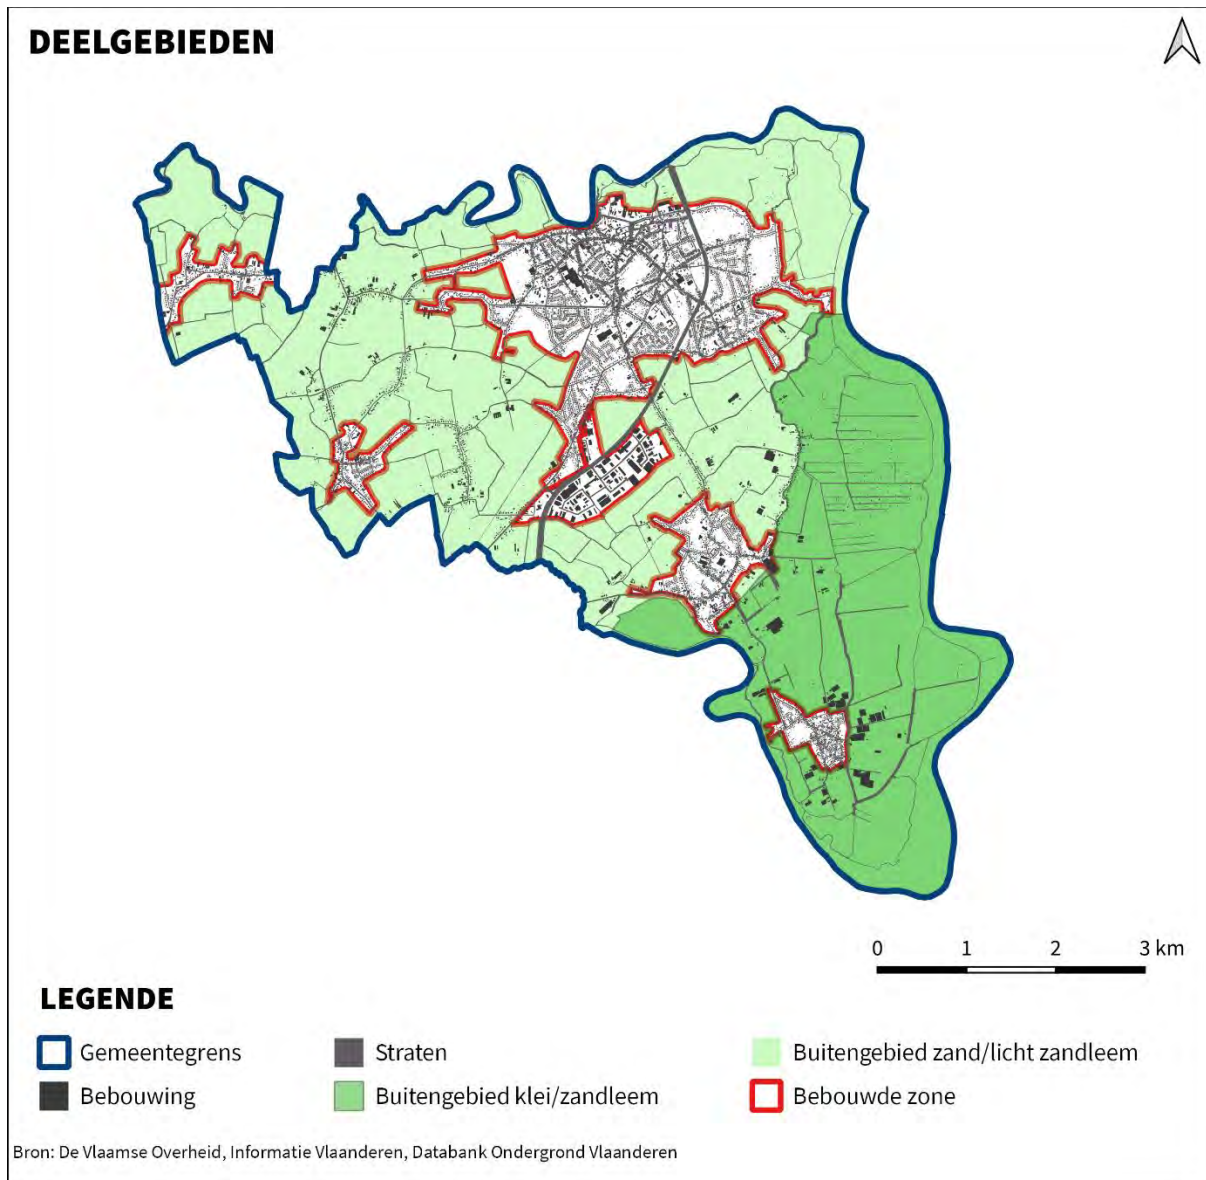 DEELGEBIEDEN
0 1 2 3 km
LEGENDE
Gemeentegrens Straten Buitengebied zand/licht zandleem
Bebouwing Buitengebied klei/zandleem Bebouwde zone
Bron: De Vlaamse Overheid, Informatie Vlaanderen, Databank Ondergrond Vlaanderen